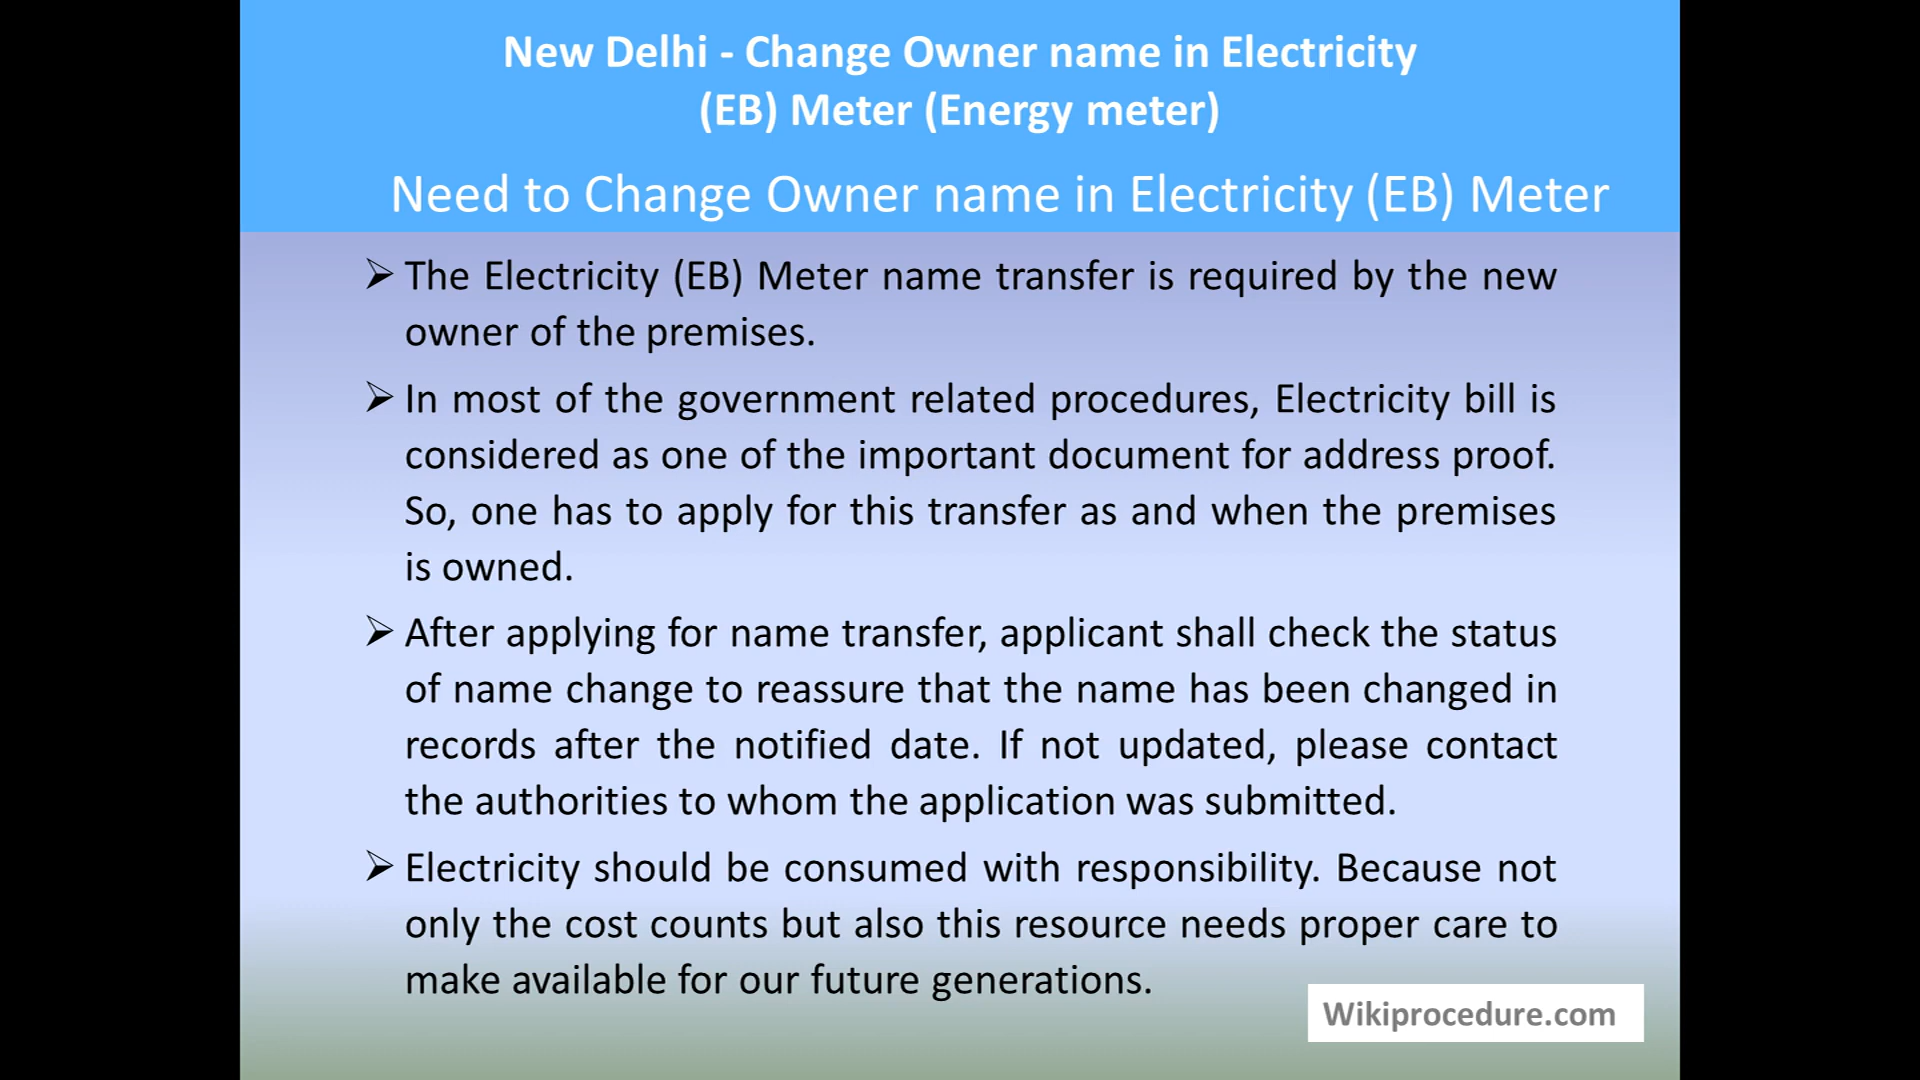 New Delhi - Change Owner name in Electricity
(EB) Meter (Energy meter)
Need to Change Owner name in Electricity (EB) Meter
➢ The Electricity (EB) Meter name transfer is required by the new
owner of the premises.
➢ In most of the government related procedures, Electricity bill is
considered as one of the important document for address proof.
So, one has to apply for this transfer as and when the premises
is owned.
➢ After applying for name transfer, applicant shall check the status
of name change to reassure that the name has been changed in
records after the notified date. If not updated, please contact
the authorities to whom the application was submitted.
➢ Electricity should be consumed with responsibility. Because not
only the cost counts but also this resource needs proper care to
make available for our future generations.
Wikiprocedure.com